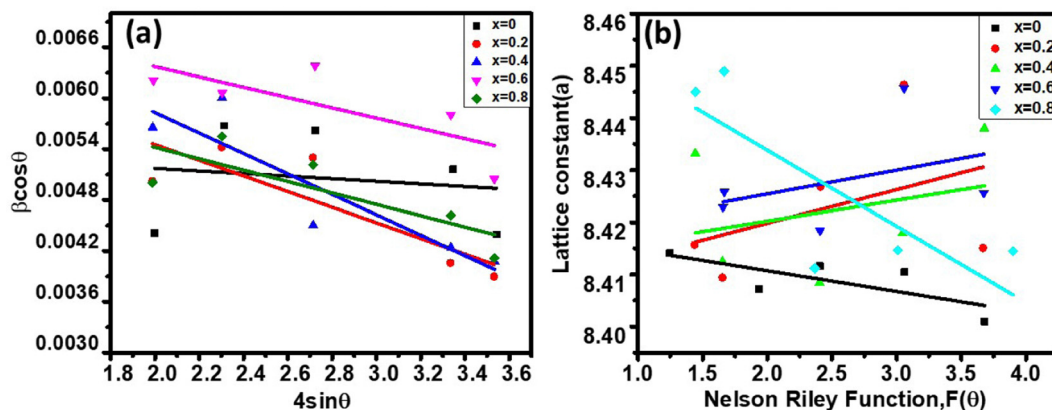 (a)
x=0
x=0.2
x=0.4
x=0.6
x=0.8
0.0066
0.0060
0.0054
0.0048
0.0042
0.0036
0.0030
βcosθ
1.8 2.0 2.2 2.4 2.6 2.8 3.0 3.2 3.4 3.6
4sinθ
(b)
x=0
x=0.2
x=0.4
x=0.6
x=0.8
8.46
8.45
8.44
8.43
8.42
8.41
8.40
Lattice constant(a)
1.0 1.5 2.0 2.5 3.0 3.5 4.0
Nelson Riley Function,F(θ)